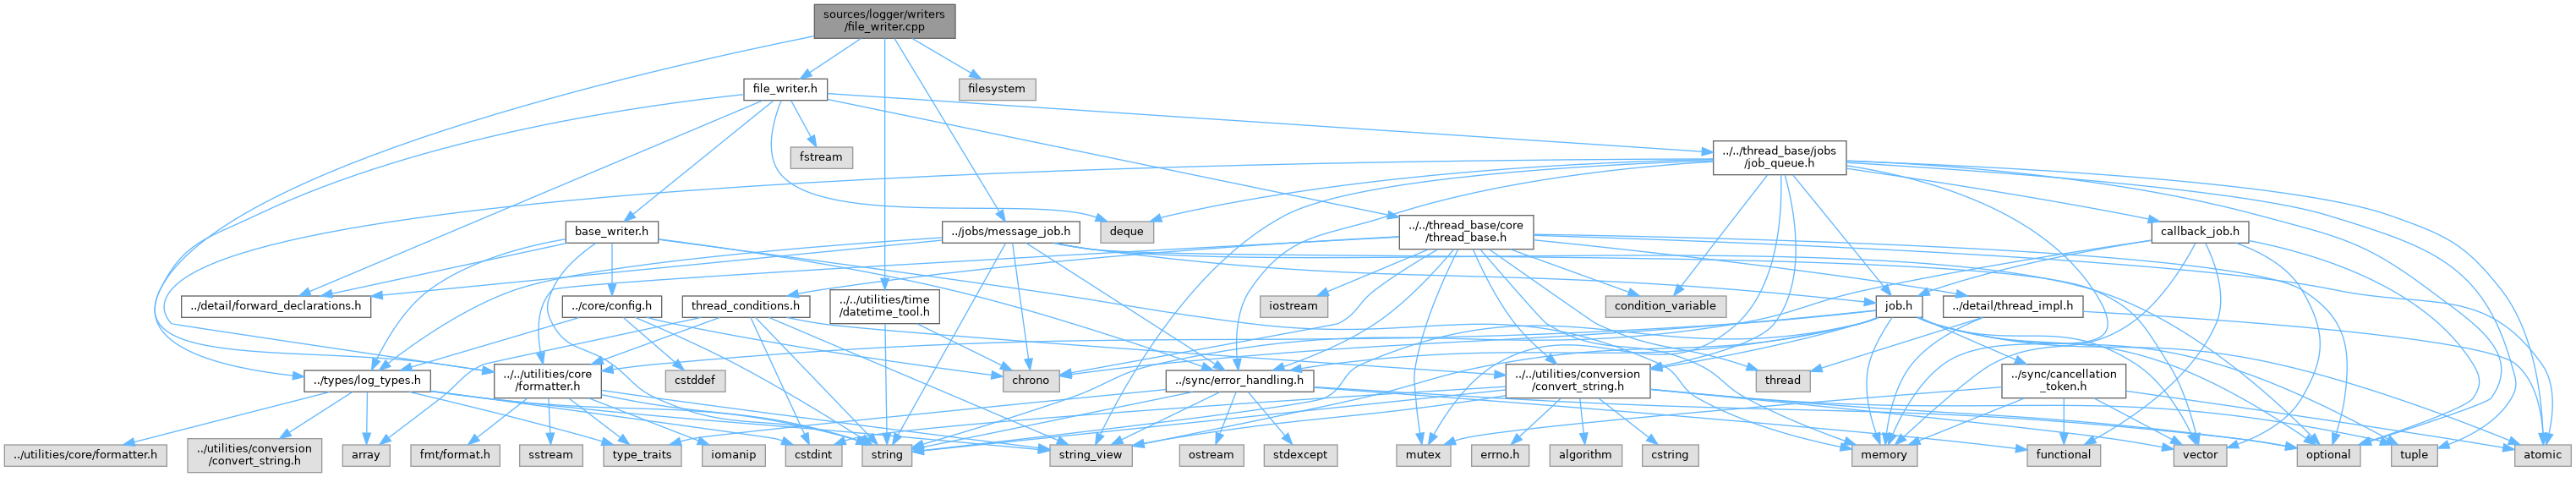 sources/logger/writers
/file_writer.cpp
file_writer.h
filesystem
fstream
../../thread_base/jobs
/job_queue.h
base_writer.h
../jobs/message_job.h
deque
../../thread_base/core
/thread_base.h
callback_job.h
../detail/forward_declarations.h
../core/config.h
thread_conditions.h
../../utilities/time
/datetime_tool.h
iostream
condition_variable
job.h
../detail/thread_impl.h
../types/log_types.h
../../utilities/core
/formatter.h
cstddef
chrono
../sync/error_handling.h
../../utilities/conversion
/convert_string.h
thread
../sync/cancellation
_token.h
../utilities/core/formatter.h
../utilities/conversion
/convert_string.h
array
fmt/format.h
sstream
type_traits
iomanip
cstdint
string
string_view
ostream
stdexcept
mutex
errno.h
algorithm
cstring
memory
functional
vector
optional
tuple
atomic